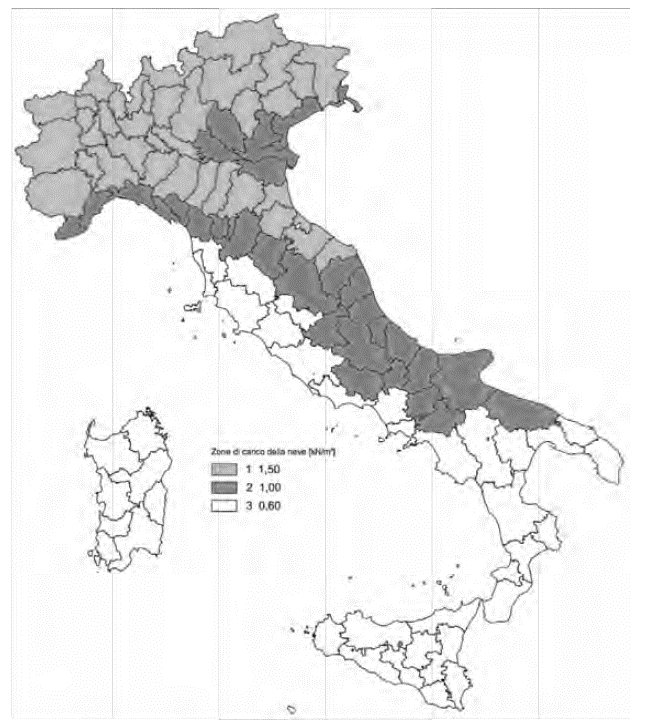 Zone di carico della neve [kN/m²]
1 1,50
2 1,00
3 0,60